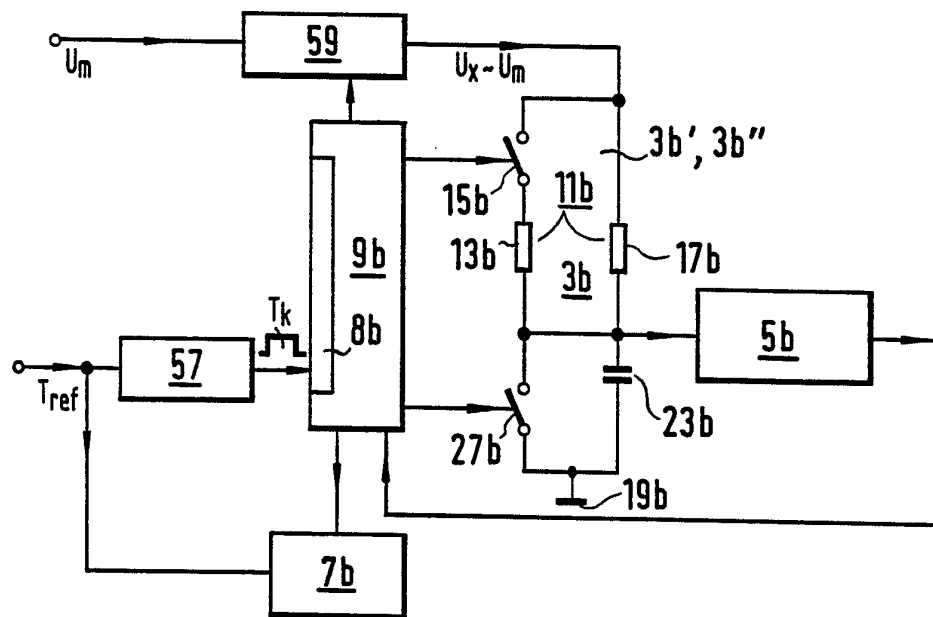 59
U_m
U_x~U_m
3b', 3b"
15b
11b
9b
13b
17b
3b
T_k
8b
5b
57
T_ref
27b
23b
19b
7b